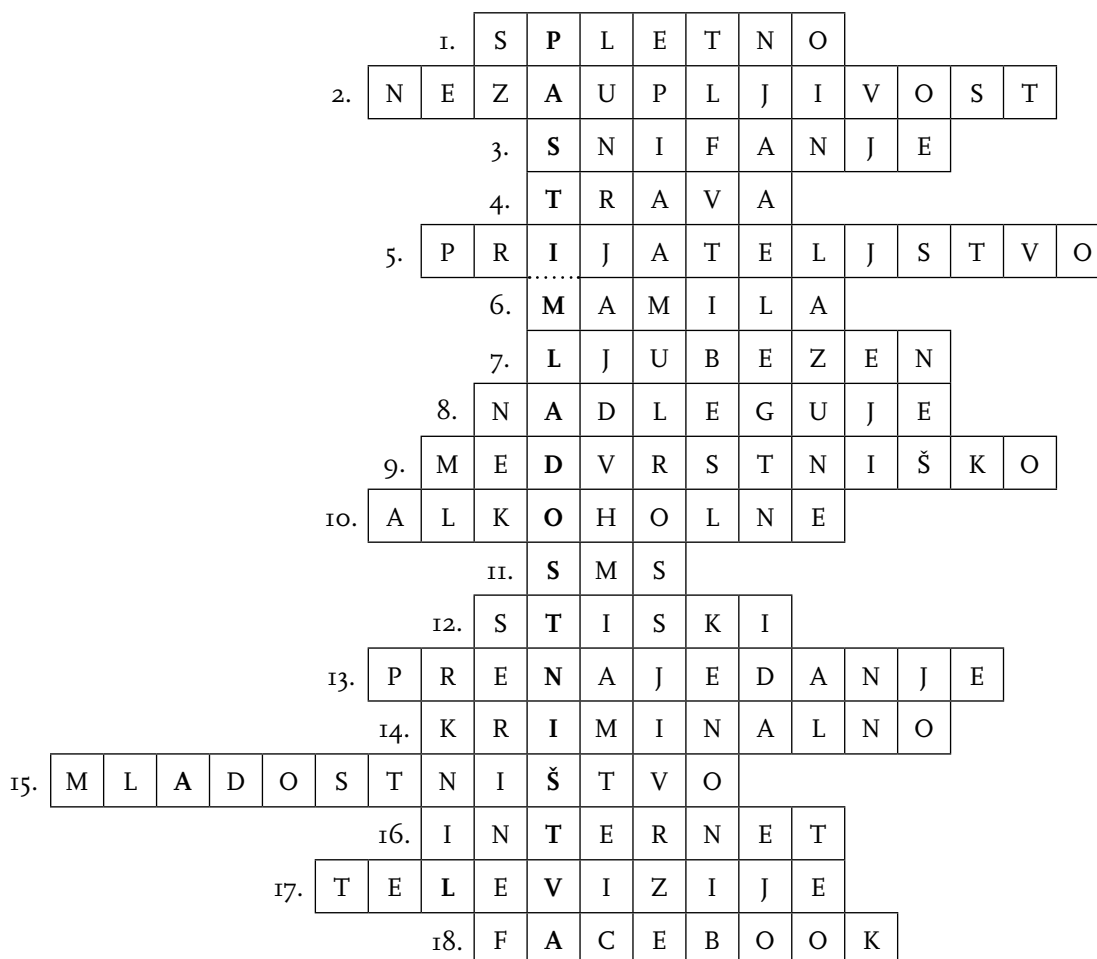 1. SPLETNO
2. NEZAUPLJIVOST
3. SNIFANJE
4. TRAVA
5. PRIJATELJSTVO
6. MAMILA
7. LJUBEZEN
8. NADLEGUJE
9. MEDVRSTNIŠKO
10. ALKOHOLNE
11. SMS
12. STISKI
13. PRENAJEDANJE
14. KRIMINALNO
15. MLADOSTNIŠTVO
16. INTERNET
17. TELEVIZIJE
18. FACEBOOK